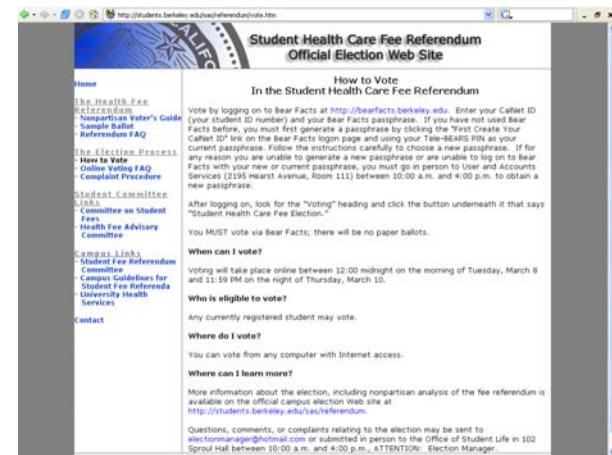 http://students.berkeley.edu/sas/referendum/vote.htm
Student Health Care Fee Referendum
Official Election Web Site
Home
The Health Fee
Referendum
- Nonpartisan Voter's Guide
- Sample Ballot
- Referendum FAQ
The Election Process
- How to Vote
- Online Voting FAQ
- Complaint Procedure
Student Committee
Links
- Committee on Student
Fees
- Health Fee Advisory
Committee
Campus Links
- Student Fee Referendum
Committee
- Campus Guidelines for
Student Fee Referenda
- University Health
Services
Contact
How to Vote
In the Student Health Care Fee Referendum
Vote by logging on to Bear Facts at http://bearfacts.berkeley.edu. Enter your CalNet ID
(your student ID number) and your Bear Facts passphrase. If you have not used Bear
Facts before, you must first generate a passphrase by clicking the "First Create Your
CalNet ID" link on the Bear Facts logon page and using your Tele-BEARS PIN as your
current passphrase. Follow the instructions carefully to choose a new passphrase. If for
any reason you are unable to generate a new passphrase or are unable to log on to Bear
Facts with your new or current passphrase, you must go in person to User and Accounts
Services (2195 Hearst Avenue, Room 111) between 10:00 a.m. and 4:00 p.m. to obtain a
new passphrase.
After logging on, look for the "Voting" heading and click the button underneath it that says
"Student Health Care Fee Election."
You MUST vote via Bear Facts; there will be no paper ballots.
When can I vote?
Voting will take place online between 12:00 midnight on the morning of Tuesday, March 8
and 11:59 PM on the night of Thursday, March 10.
Who is eligible to vote?
Any currently registered student may vote.
Where do I vote?
You can vote from any computer with Internet access.
Where can I learn more?
More information about the election, including nonpartisan analysis of the fee referendum is
available on the official campus election Web site at
http://students.berkeley.edu/sas/referendum.
Questions, comments, or complaints relating to the election may be sent to
electionmanager@hotmail.com or submitted in person to the Office of Student Life in 102
Sproul Hall between 10:00 a.m. and 4:00 p.m., ATTENTION: Election Manager.